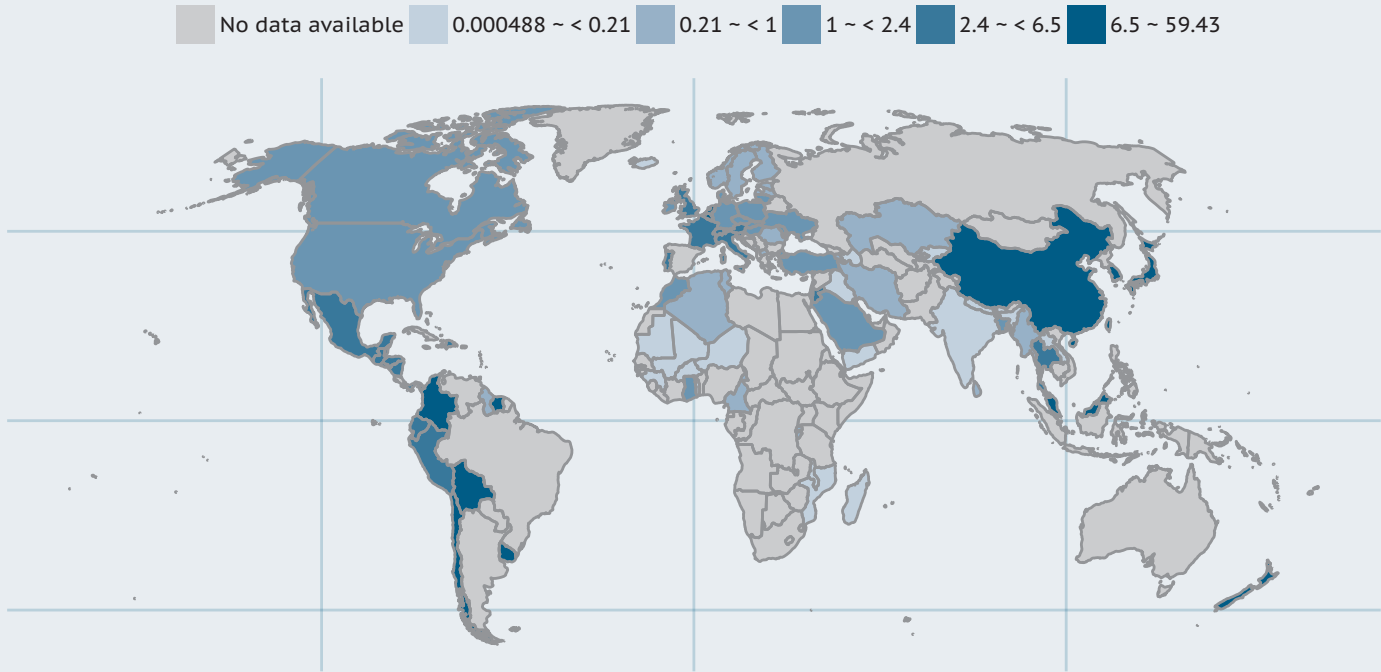 No data available 0.000488 ~ < 0.21 0.21 ~ < 1 1 ~ < 2.4 2.4 ~ < 6.5 6.5 ~ 59.43